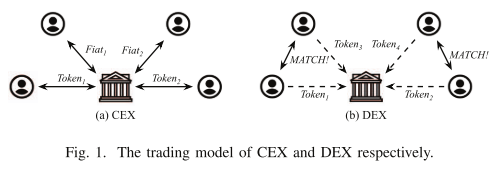 Fiat₁ Fiat₂ Token₃ Token₄
MATCH! MATCH!
Token₁ Token₂ Token₁ Token₂
(a) CEX (b) DEX
Fig. 1. The trading model of CEX and DEX respectively.